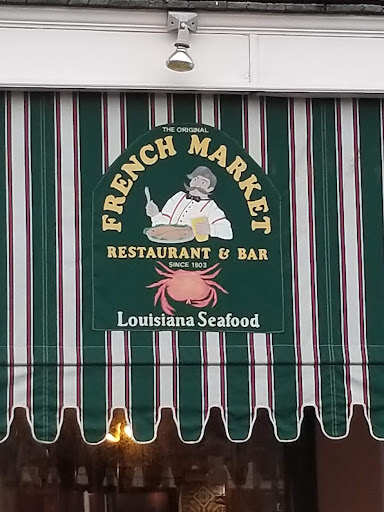 THE ORIGINAL
FRENCH MARKET
RESTAURANT & BAR
SINCE 1803
Louisiana Seafood